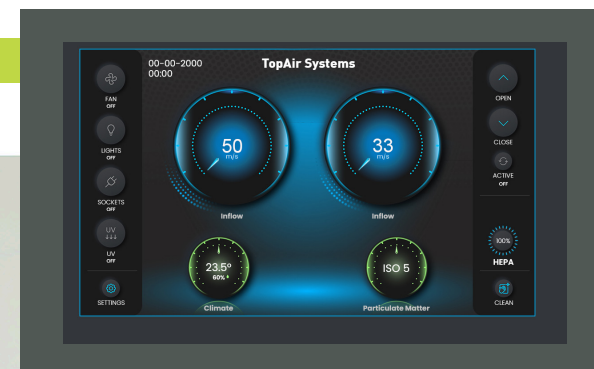 00-00-2000
00:00
TopAir Systems
FAN
OFF
LIGHTS
OFF
SOCKETS
OFF
UV
UV
OFF
SETTINGS
50
m/s
Inflow
33
m/s
Inflow
23.5°
60%
Climate
ISO 5
Particulate Matter
OPEN
CLOSE
ACTIVE
OFF
100%
HEPA
CLEAN